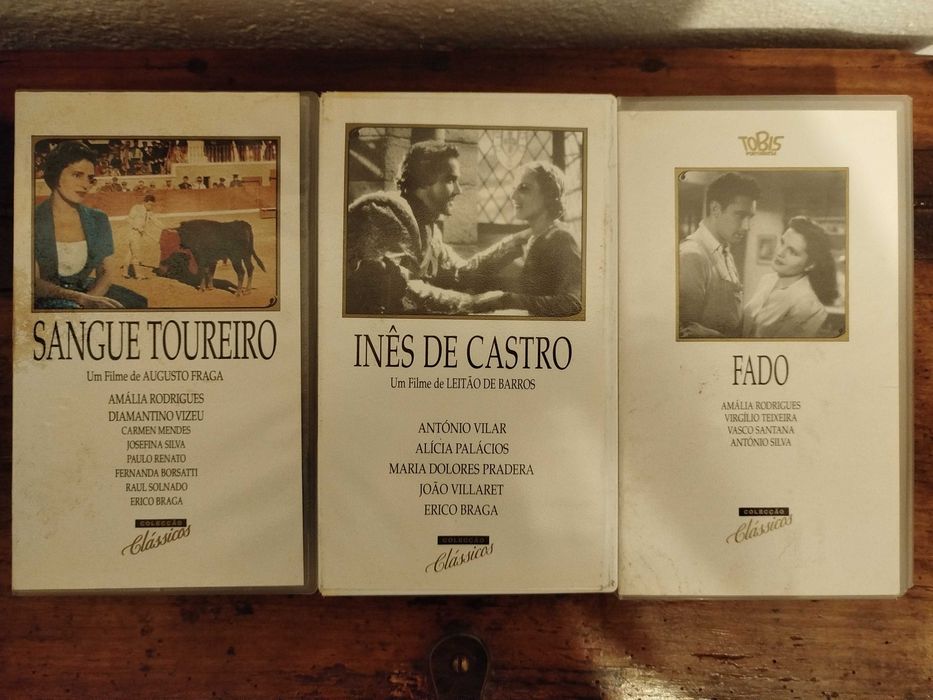 SANGUE TOUREIRO
Um Filme de AUGUSTO FRAGA
AMÁLIA RODRIGUES
DIAMANTINO VIZEU
CARMEN MENDES
JOSEFINA SILVA
PAULO RENATO
FERNANDA BORSATTI
RAUL SOLNADO
ERICO BRAGA
COLECÇÃO
Clássicos
INÊS DE CASTRO
Um Filme de LEITÃO DE BARROS
ANTÓNIO VILAR
ALÍCIA PALÁCIOS
MARIA DOLORES PRADERA
JOÃO VILLARET
ERICO BRAGA
COLECÇÃO
Clássicos
TOBIS
PORTUGUESA
FADO
AMÁLIA RODRIGUES
VIRGÍLIO TEIXEIRA
VASCO SANTANA
ANTÓNIO SILVA
COLECÇÃO
Clássicos